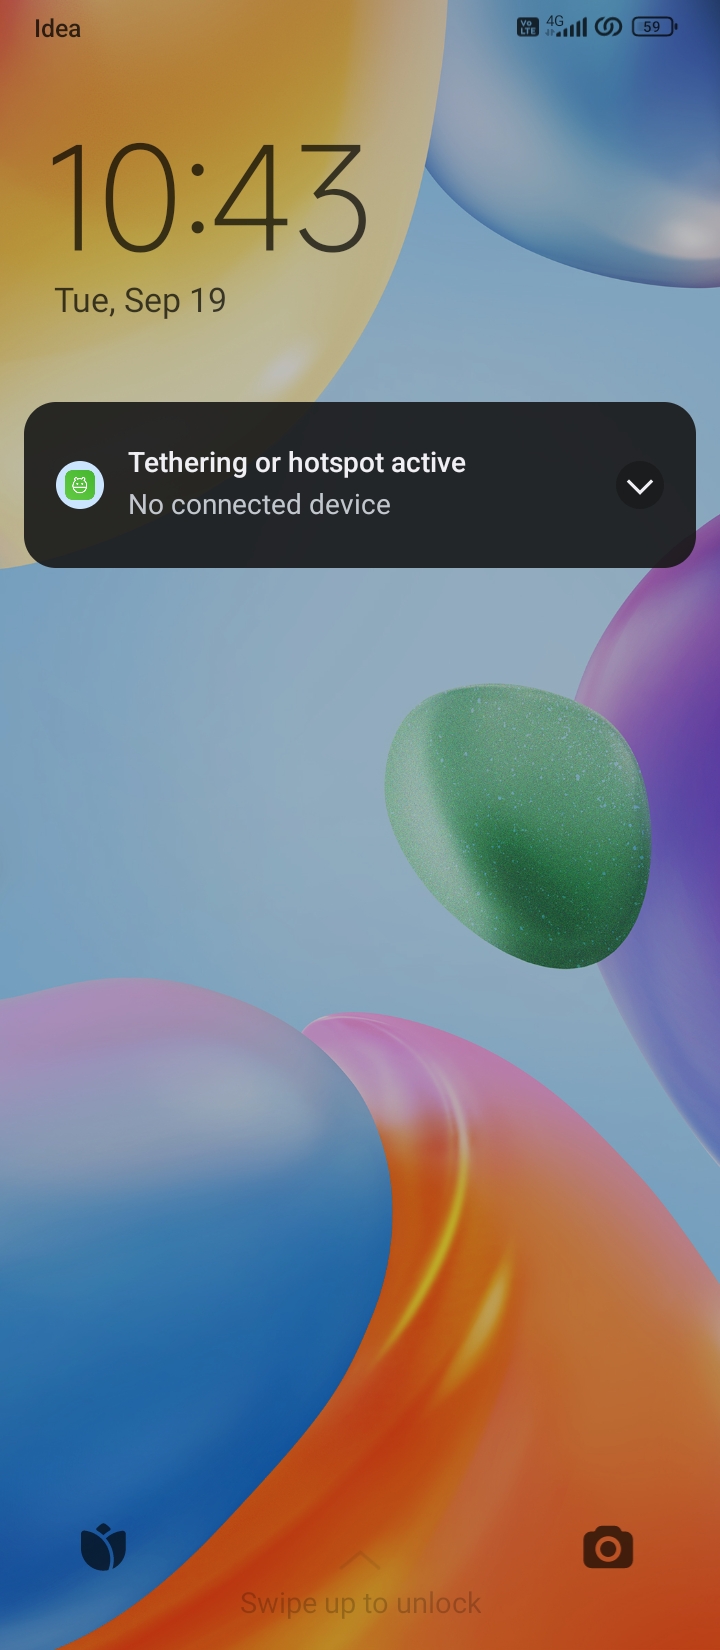 Idea
Vo LTE 4G 59
10:43
Tue, Sep 19
Tethering or hotspot active
No connected device
Swipe up to unlock